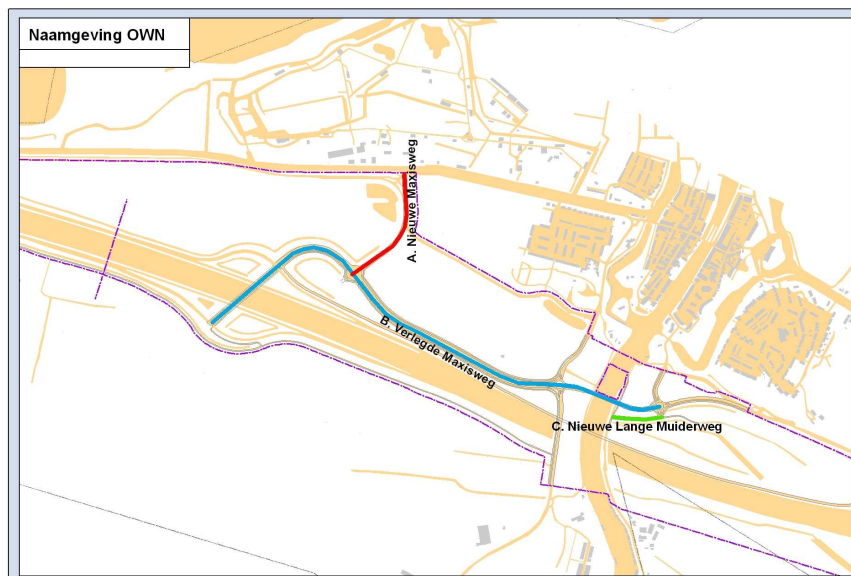 Naamgeving OWN
A. Nieuwe Maxisweg
B. Verlegde Maxisweg
C. Nieuwe Lange Muiderweg